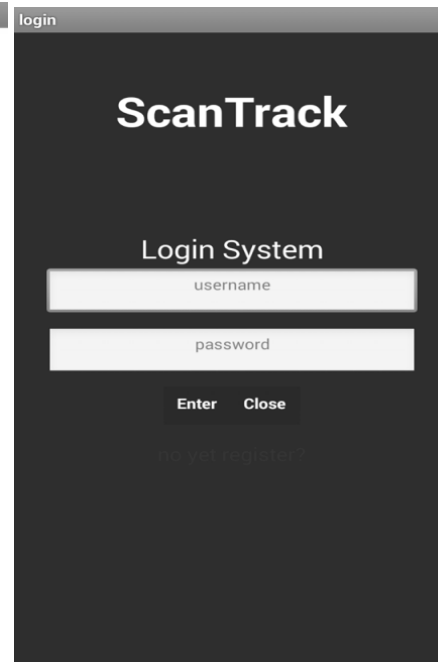 login
ScanTrack
Login System
username
password
Enter Close
no yet register?